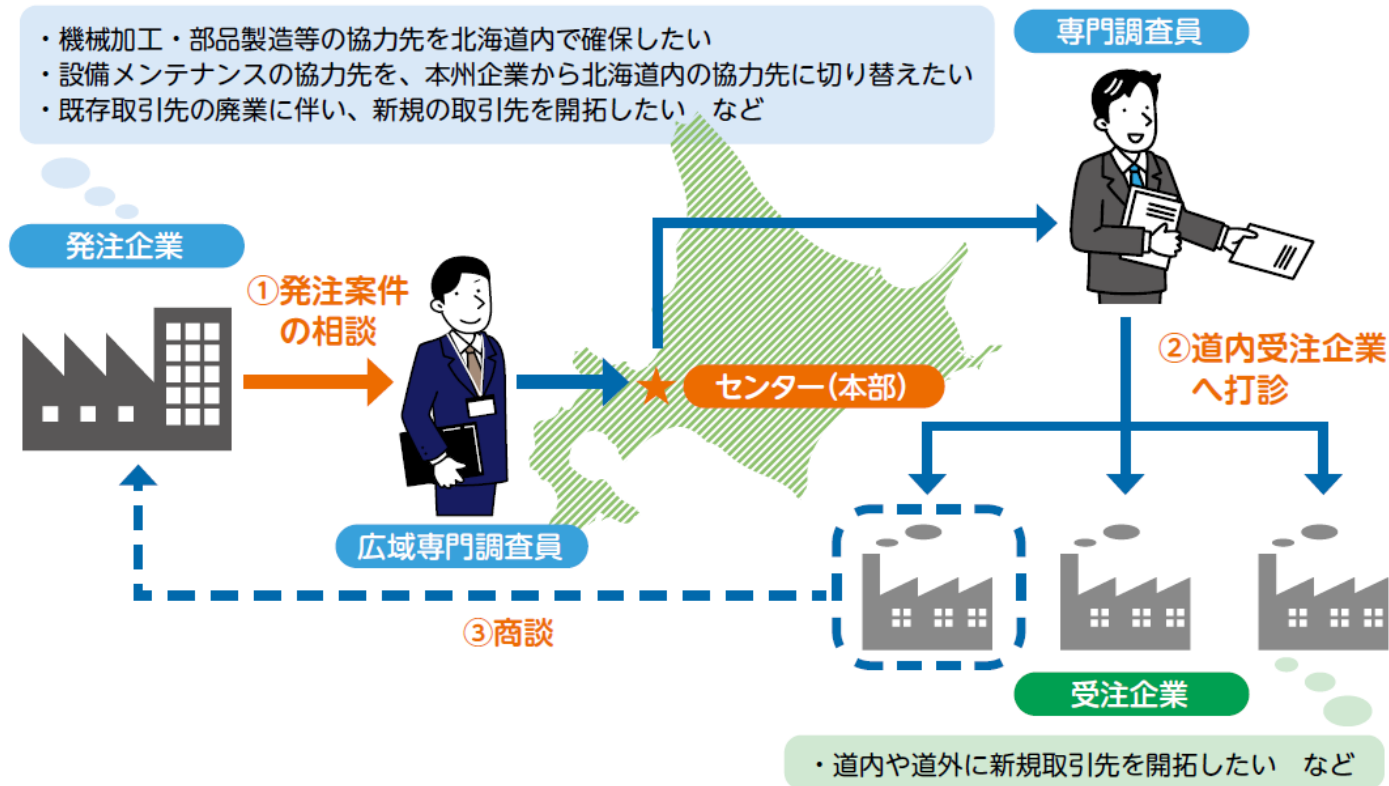 ・機械加工・部品製造等の協力先を北海道内で確保したい
・設備メンテナンスの協力先を、本州企業から北海道内の協力先に切り替えたい
・既存取引先の廃業に伴い、新規の取引先を開拓したい　など
専門調査員
発注企業
①発注案件
の相談
センター(本部)
②道内受注企業
へ打診
広域専門調査員
③商談
受注企業
・道内や道外に新規取引先を開拓したい　など